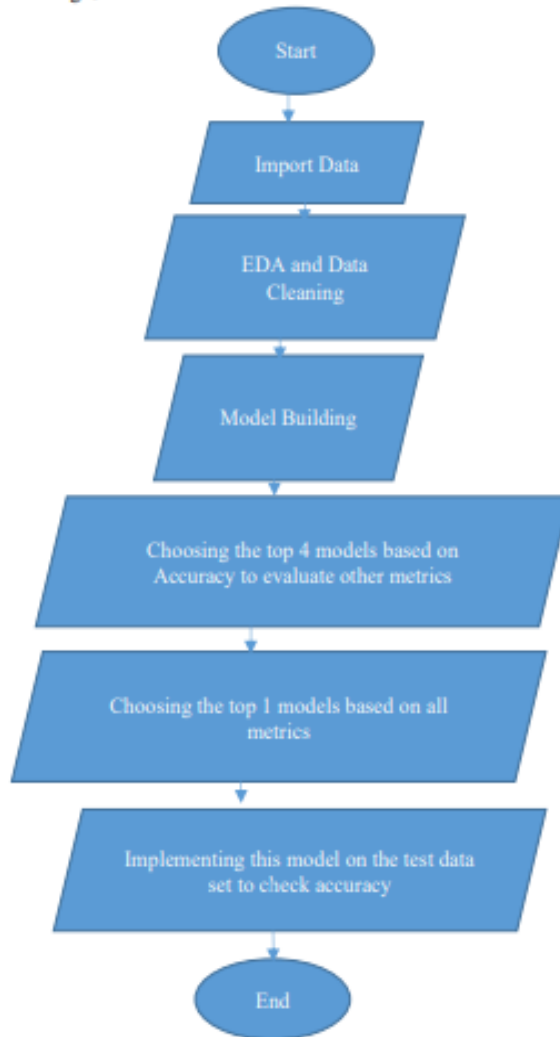 Start
Import Data
EDA and Data
Cleaning
Model Building
Choosing the top 4 models based on
Accuracy to evaluate other metrics
Choosing the top 1 models based on all
metrics
Implementing this model on the test data
set to check accuracy
End